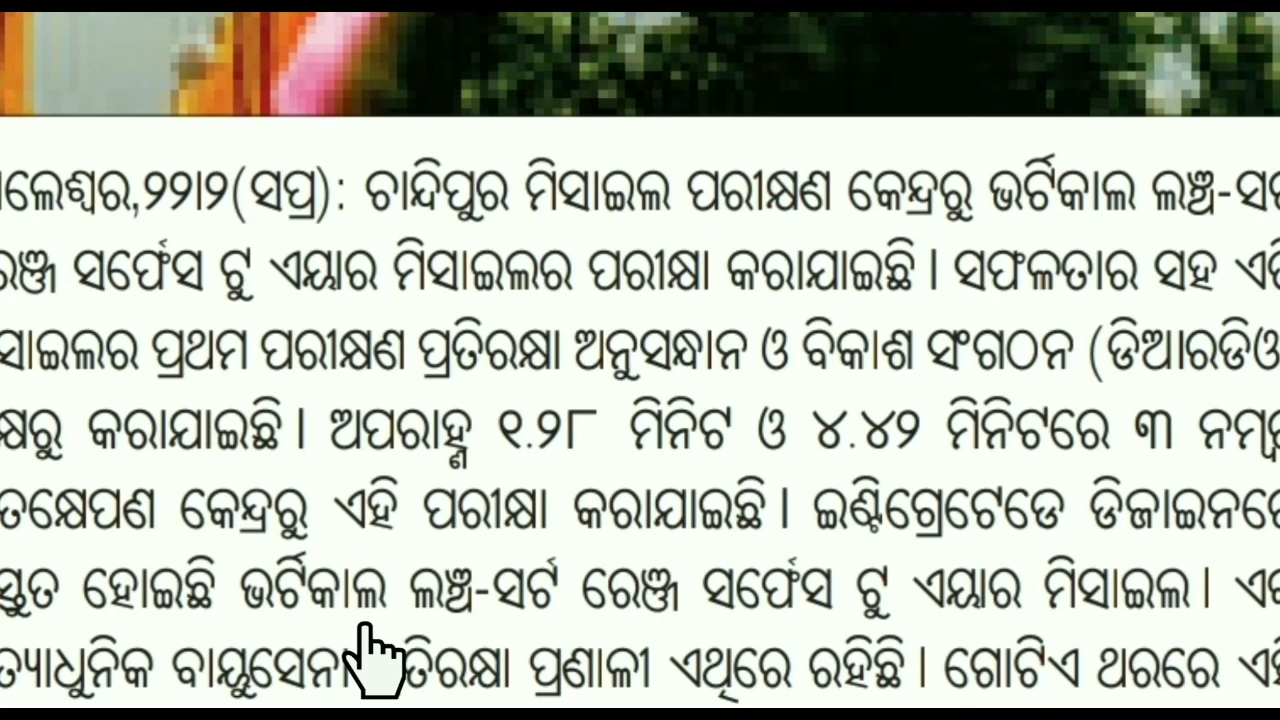 ଲେଶ୍ୱର,୨୨ା୨(ସପ୍ର): ଚାନ୍ଦିପୁର ମିସାଇଲ ପରୀକ୍ଷଣ କେନ୍ଦ୍ରରୁ ଭର୍ଟିକାଲ ଲଞ୍ଚ-
ସର୍ଫେସ ଟୁ ଏୟାର ମିସାଇଲର ପରୀକ୍ଷା କରାଯାଇଛି । ସଫଳତାର ସହ
ସାଇଲର ପ୍ରଥମ ପରୀକ୍ଷଣ ପ୍ରତିରକ୍ଷା ଅନୁସନ୍ଧାନ ଓ ବିକାଶ ସଂଗଠନ (ଡିଆରଡିଓ
କ୍ଷରୁ କରାଯାଇଛି । ଅପରାହ୍ଣ ୧.୨୮ ମିନିଟ ଓ ୪.୪୨ ମିନିଟରେ ୩
ତକ୍ଷେପଣ କେନ୍ଦ୍ରରୁ ଏହି ପରୀକ୍ଷା କରାଯାଇଛି । ଇଣ୍ଟିଗ୍ରେଟେଡେ
ସ୍ତୁତ ହୋଇଛି ଭର୍ଟିକାଲ ଲଞ୍ଚ-ସର୍ଟ ରେଞ୍ଜ ସର୍ଫେସ ଟୁ ଏୟାର ମିସାଇଲ ।
ତ୍ୟାଧୁନିକ ବାୟୁସେନା ତିରକ୍ଷା ପ୍ରଣାଳୀ ଏଥିରେ ରହିଛି । ଗୋଟିଏ ଥରରେ